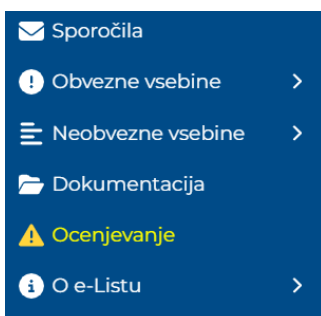 Sporočila
Obvezne vsebine
Neobvezne vsebine
Dokumentacija
Ocenjevanje
O e-Listu